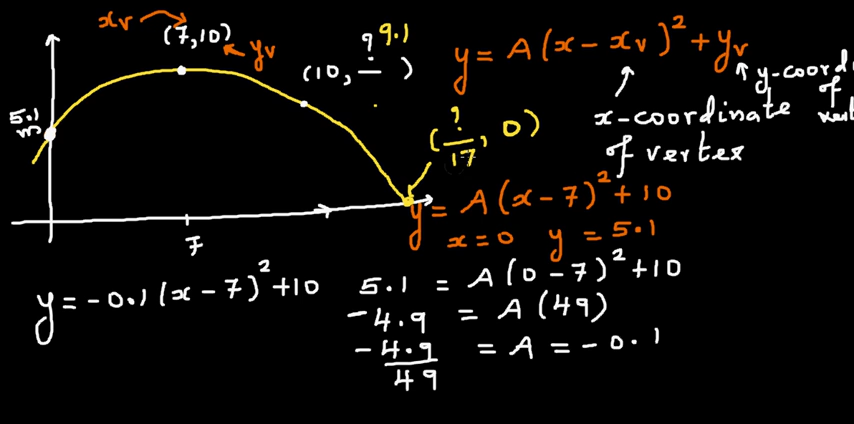 xᵥ
(7,10)
yᵥ
? 9.1
(10, __ )
5.1
m
( ?
17 , 0)
7
y = A(x - xᵥ)² + yᵥ
x-coordinate
of vertex
y-coord
of
y = A(x - 7)² + 10
x = 0 y = 5.1
5.1 = A(0 - 7)² + 10
-4.9 = A(49)
-4.9/49 = A = -0.1
y = -0.1(x - 7)² + 10